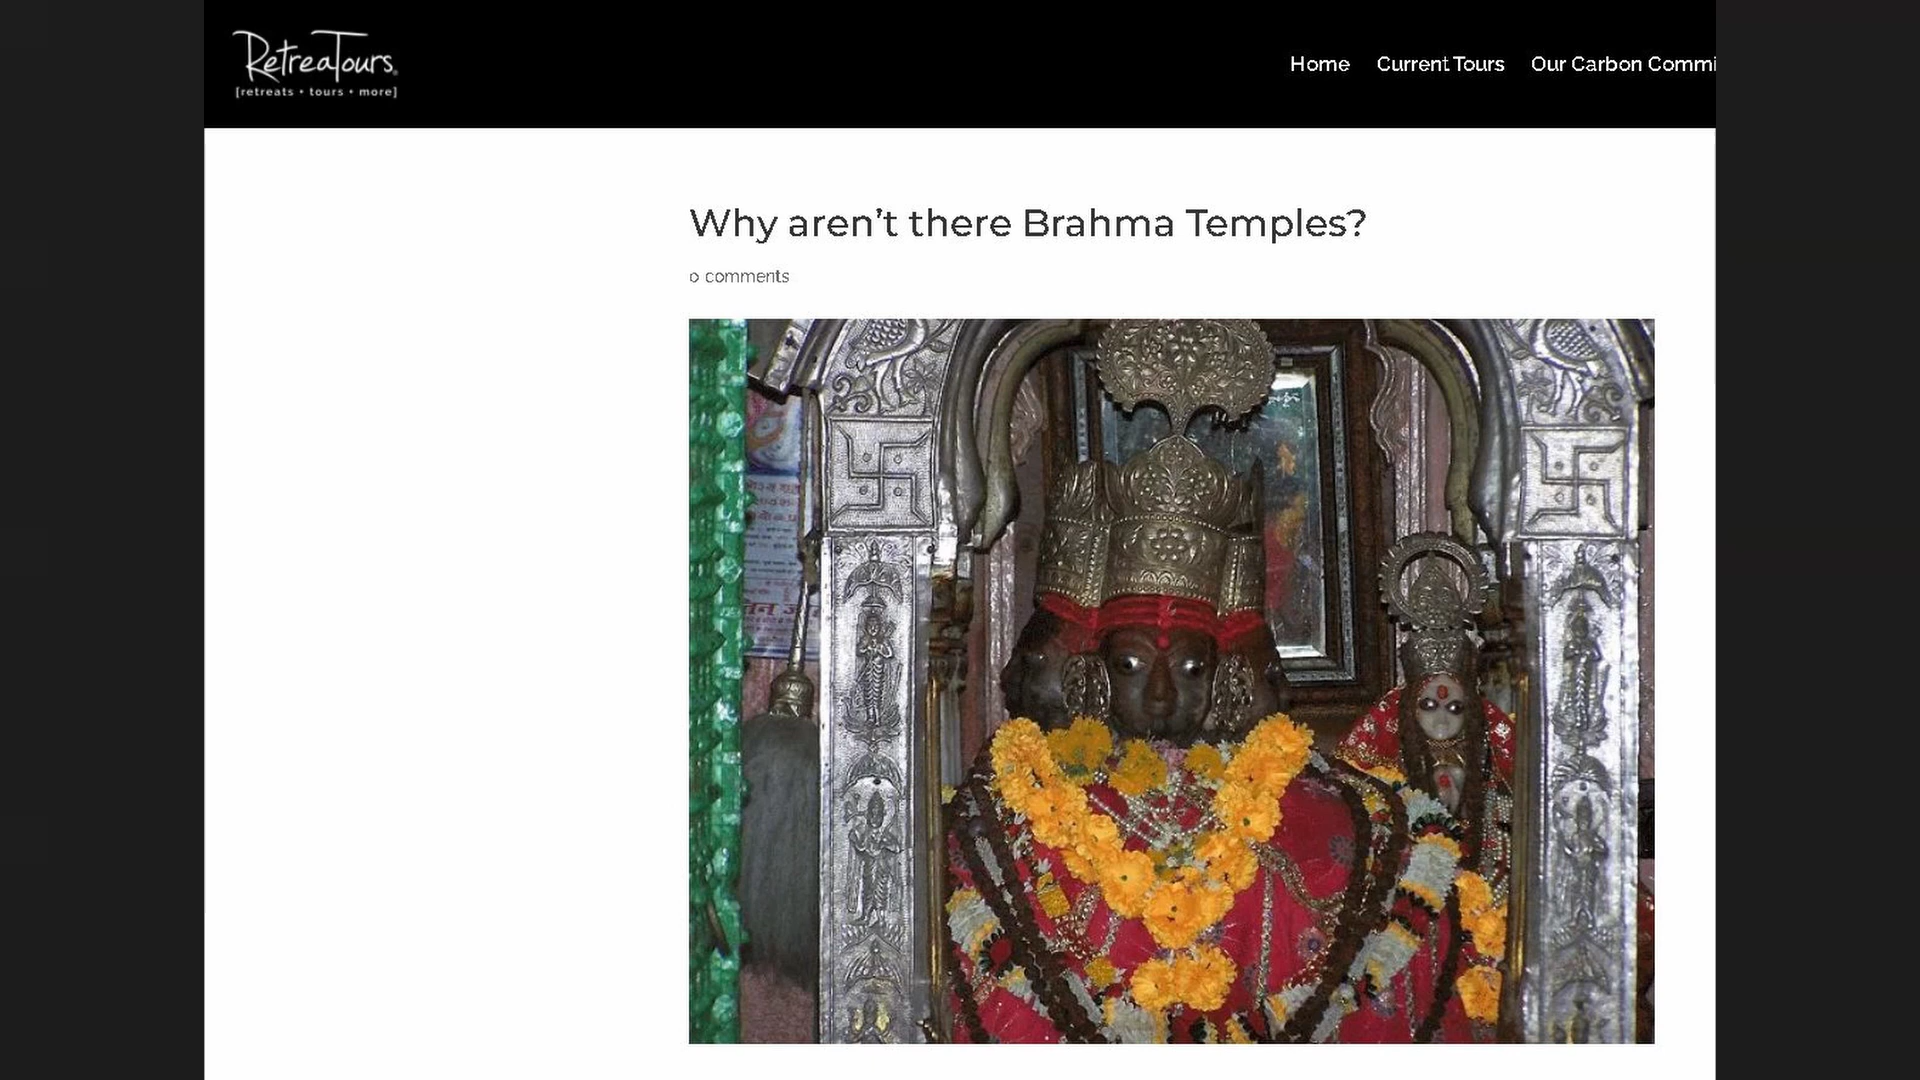 RetreaTours®
[retreats • tours • more]
Home Current Tours Our Carbon Commi
Why aren't there Brahma Temples?
0 comments